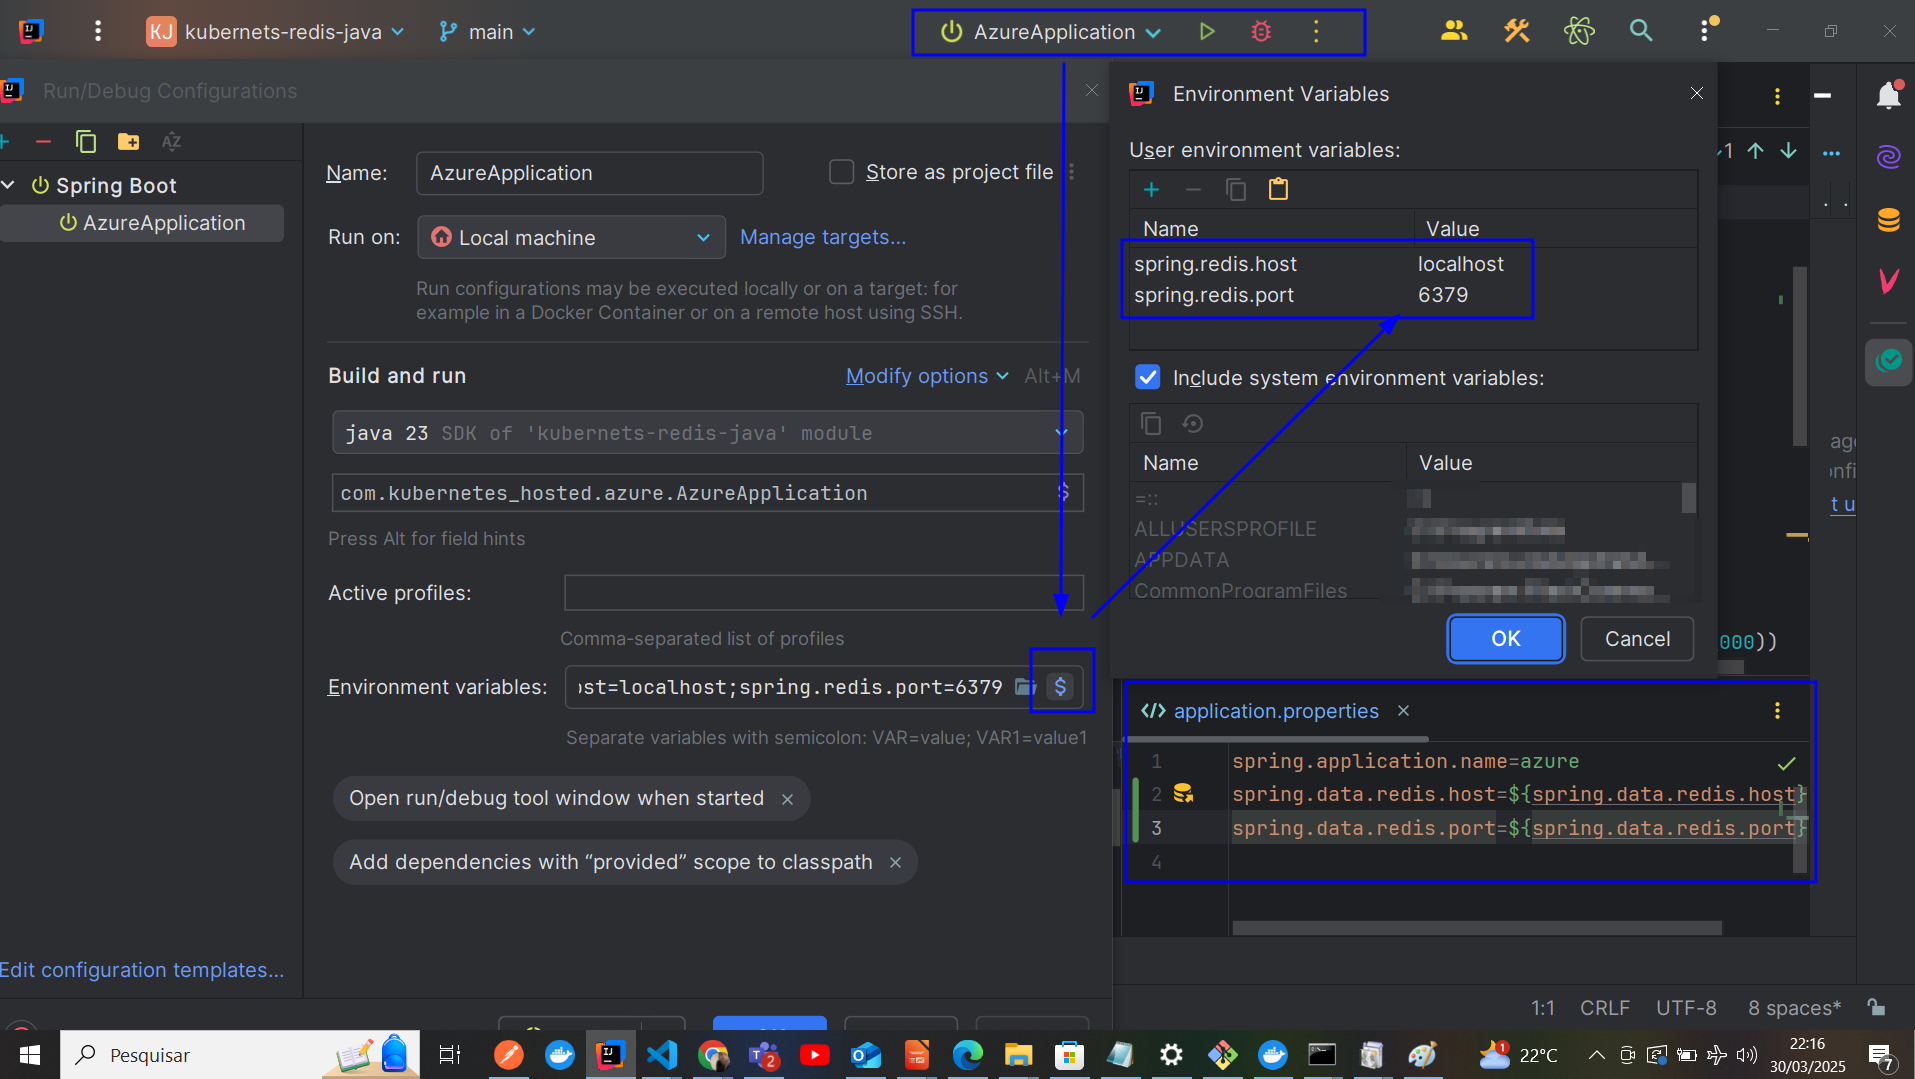 KJ kubernets-redis-java main AzureApplication
Run/Debug Configurations
Spring Boot
AzureApplication
Edit configuration templates...
Name: AzureApplication Store as project file
Run on: Local machine Manage targets...
Run configurations may be executed locally or on a target: for
example in a Docker Container or on a remote host using SSH.
Build and run Modify options Alt+M
java 23 SDK of 'kubernets-redis-java' module
com.kubernetes_hosted.azure.AzureApplication
Press Alt for field hints
Active profiles:
Comma-separated list of profiles
Environment variables: ost=localhost;spring.redis.port=6379 $
Separate variables with semicolon: VAR=value; VAR1=value1
Open run/debug tool window when started
Add dependencies with “provided” scope to classpath
Environment Variables
User environment variables:
Name Value
spring.redis.host localhost
spring.redis.port 6379
Include system environment variables:
Name Value
=::
ALLUSERSPROFILE
APPDATA
CommonProgramFiles
OK Cancel
1
t u
000))
application.properties
1 spring.application.name=azure
2 spring.data.redis.host=${spring.data.redis.host}
3 spring.data.redis.port=${spring.data.redis.port}
4
1:1 CRLF UTF-8 8 spaces*
Pesquisar
2
1
22°C
22:16
30/03/2025
7